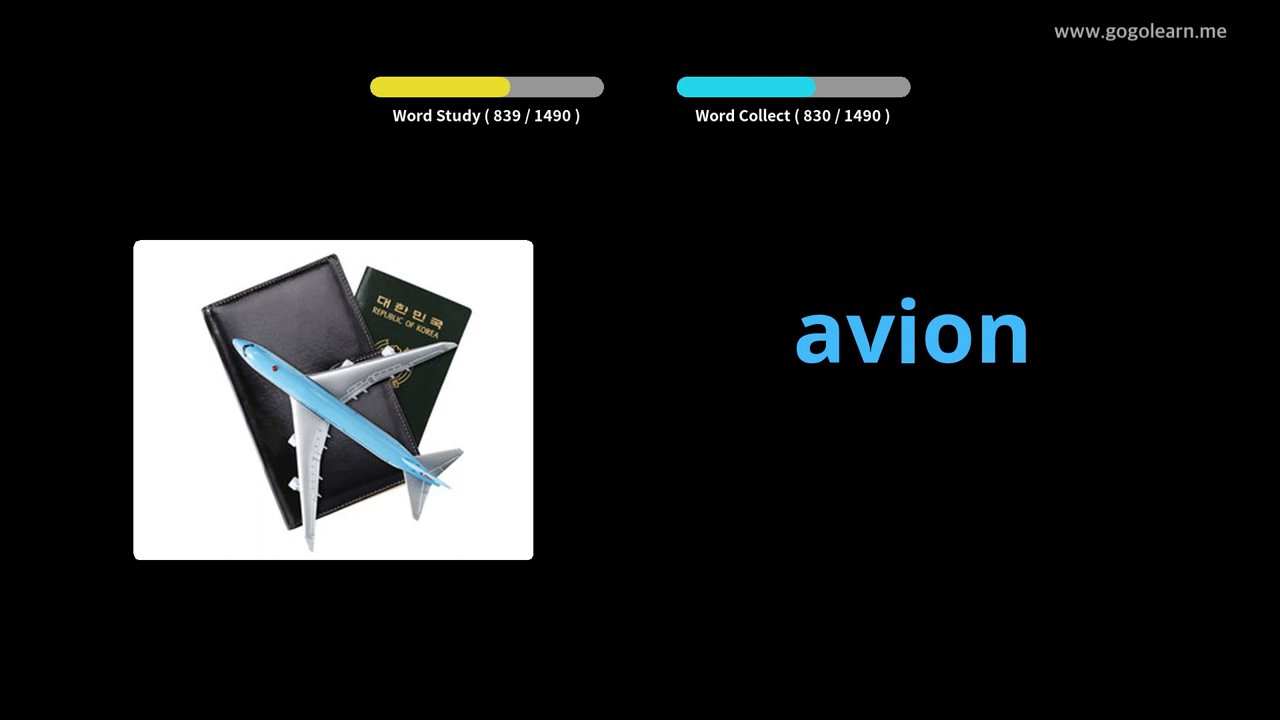 www.gogolearn.me
Word Study ( 839 / 1490 )
Word Collect ( 830 / 1490 )
대한민국
REPUBLIC OF KOREA
avion